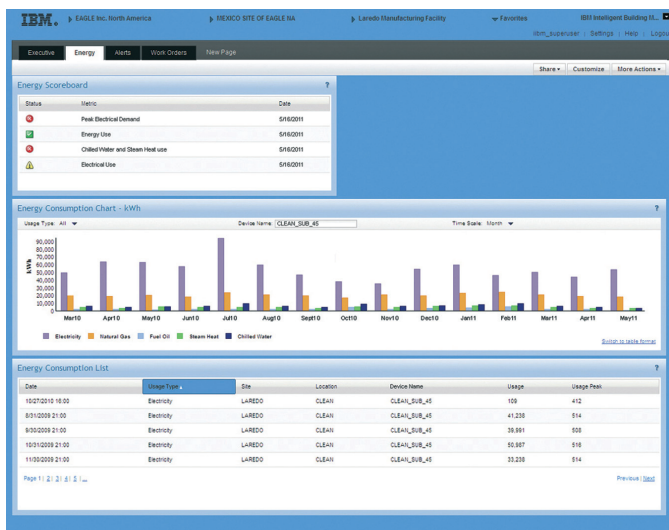 IBM. EAGLE Inc. North America MEXICO SITE OF EAGLE NA Laredo Manufacturing Facility Favorites IBM Intelligent Building M...
ibm_superuser | Settings | Help | Logou
Executive Energy Alerts Work Orders New Page
Share Customize More Actions
Energy Scoreboard ?
Status Metric Date
Peak Electrical Demand 5/16/2011
Energy Use 5/16/2011
Chilled Water and Steam Heat use 5/16/2011
Electrical Use 5/16/2011
Energy Consumption Chart - kWh ?
Usage Type: All Device Name: CLEAN_SUB_45 Time Scale: Month
kWh
90,000
80,000
70,000
60,000
50,000
40,000
30,000
20,000
10,000
0
Mar10 Apr10 May10 Jun10 Jul10 Aug10 Sept10 Oct10 Nov10 Dec10 Jan11 Feb11 Mar11 Apr11 May11
Electricity Natural Gas Fuel Oil Steam Heat Chilled Water
Switch to table format
Energy Consumption List ?
Date Usage Type Site Location Device Name Usage Usage Peak
10/27/2010 16:00 Electricity LAREDO CLEAN CLEAN_SUB_45 109 412
8/31/2009 21:00 Electricity LAREDO CLEAN CLEAN_SUB_45 41,238 514
9/30/2009 21:00 Electricity LAREDO CLEAN CLEAN_SUB_45 39,991 508
10/31/2009 21:00 Electricity LAREDO CLEAN CLEAN_SUB_45 50,987 516
11/30/2009 21:00 Electricity LAREDO CLEAN CLEAN_SUB_45 33,238 514
Page 1 | 2 | 3 | 4 | 5 | ... Previous | Next